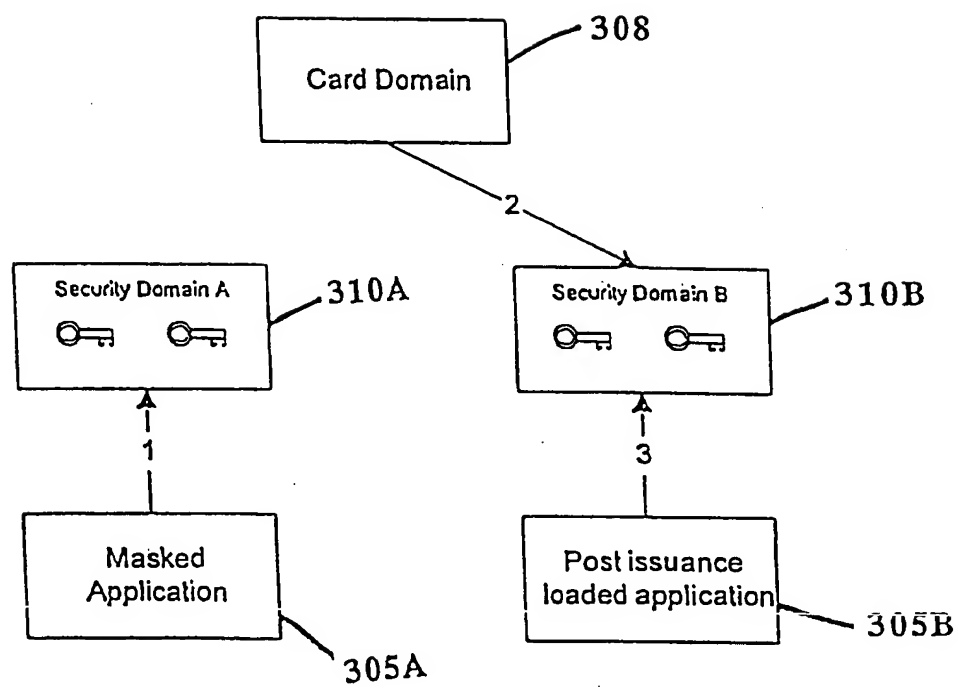 308
Card Domain
2
Security Domain A
310A
Security Domain B
310B
1
3
Masked
Application
Post issuance
loaded application
305A
305B